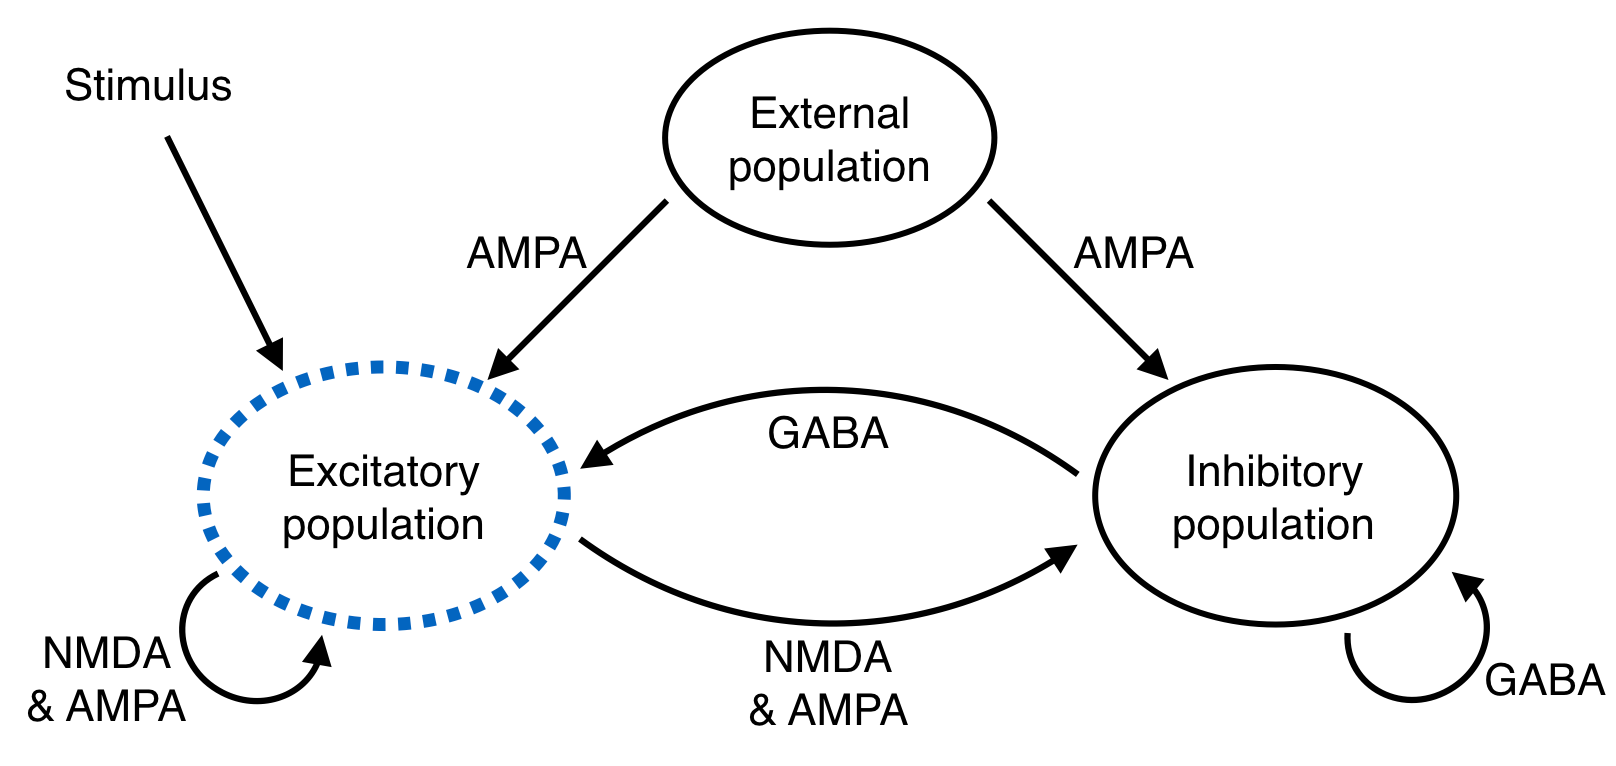 Stimulus
External
population
AMPA
AMPA
GABA
Excitatory
population
Inhibitory
population
NMDA
& AMPA
NMDA
& AMPA
GABA